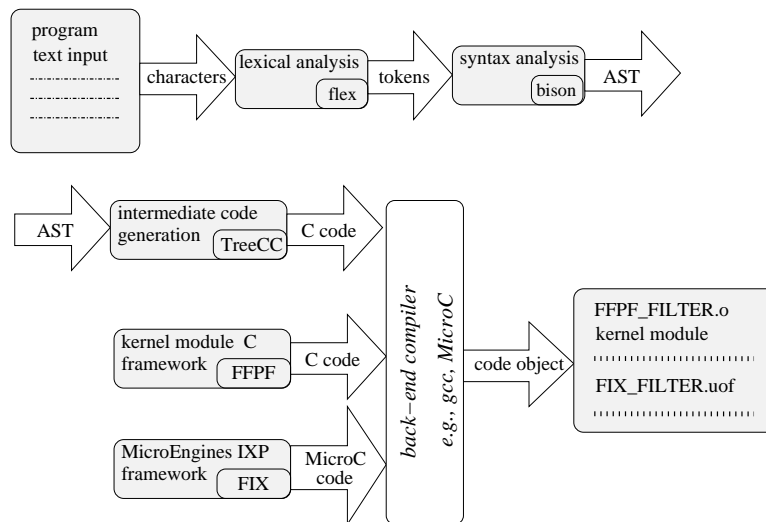 program
text input
characters
lexical analysis
flex
tokens
syntax analysis
bison
AST
AST
intermediate code
generation
TreeCC
C code
kernel module C
framework
FFPF
C code
MicroEngines IXP
framework
FIX
MicroC
code
back−end compiler
e.g., gcc, MicroC
code object
FFPF_FILTER.o
kernel module
FIX_FILTER.uof